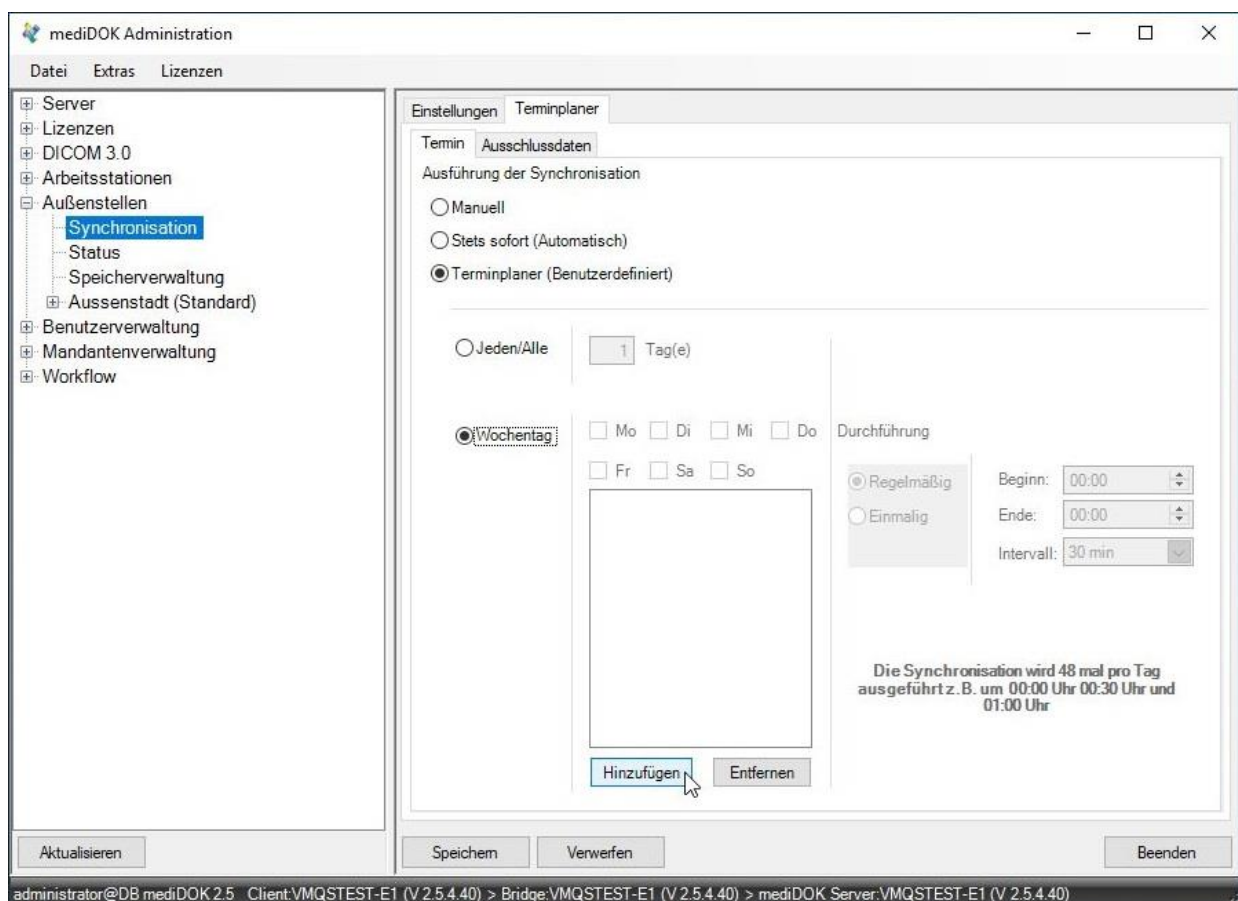 mediDOK Administration
Datei Extras Lizenzen
Server
Lizenzen
DICOM 3.0
Arbeitsstationen
Außenstellen
Synchronisation
Status
Speicherverwaltung
Aussenstadt (Standard)
Benutzerverwaltung
Mandantenverwaltung
Workflow
Aktualisieren
Einstellungen Terminplaner
Termin Ausschlussdaten
Ausführung der Synchronisation
Manuell
Stets sofort (Automatisch)
Terminplaner (Benutzerdefiniert)
Jeden/Alle 1 Tag(e)
Wochentag Mo Di Mi Do
Fr Sa So
Hinzufügen Entfernen
Durchführung
Regelmäßig
Einmalig
Beginn: 00:00
Ende: 00:00
Intervall: 30 min
Die Synchronisation wird 48 mal pro Tag
ausgeführt z.B. um 00:00 Uhr 00:30 Uhr und
01:00 Uhr
Speichern Verwerfen Beenden
administrator@DB mediDOK 2.5 Client:VMQSTEST-E1 (V 2.5.4.40) > Bridge:VMQSTEST-E1 (V 2.5.4.40) > mediDOK Server:VMQSTEST-E1 (V 2.5.4.40)